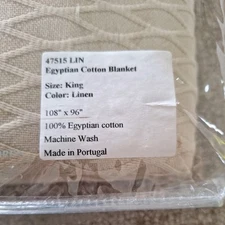 47515 LIN
Egyptian Cotton Blanket
Size: King
Color: Linen
108" x 96"
100% Egyptian cotton
Machine Wash
Made in Portugal